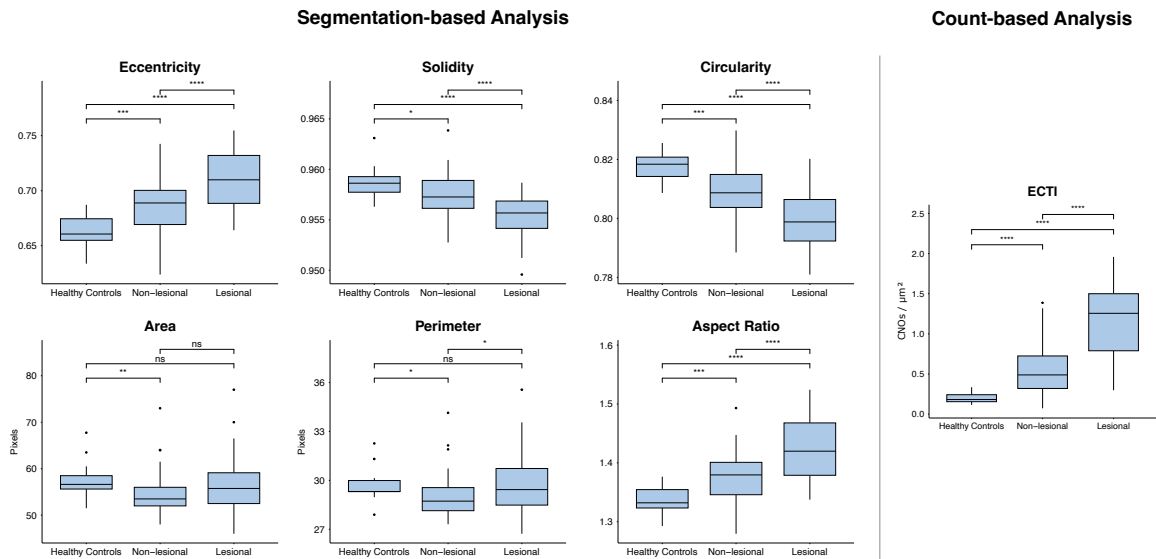 Segmentation-based Analysis
Count-based Analysis
Eccentricity
****
****
***
0.75
0.70
0.65
Healthy Controls Non−lesional Lesional
Solidity
****
****
*
0.965
0.960
0.955
0.950
Healthy Controls Non−lesional Lesional
Circularity
****
****
***
0.84
0.82
0.80
0.78
Healthy Controls Non−lesional Lesional
Area
ns
ns
**
80
70
60
50
Pixels
Healthy Controls Non−lesional Lesional
Perimeter
*
ns
*
36
33
30
27
Pixels
Healthy Controls Non−lesional Lesional
Aspect Ratio
****
****
***
1.6
1.5
1.4
1.3
Healthy Controls Non−lesional Lesional
ECTI
****
****
****
2.5
2.0
1.5
1.0
0.5
0.0
CNOs / µm²
Healthy Controls Non−lesional Lesional